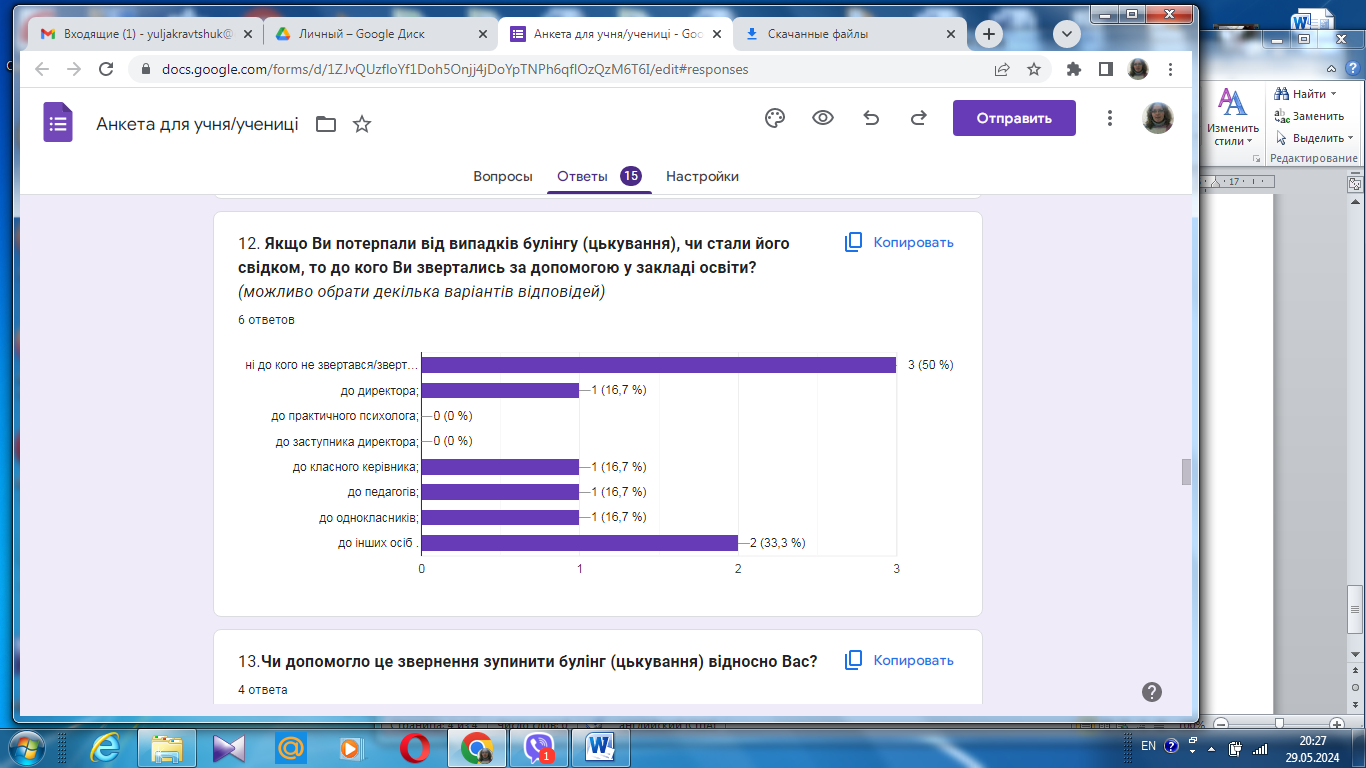 Входящие (1) - yuljakravtshuk@
Личный – Google Диск
Анкета для учня/учениці - Goo
Скачанные файлы
docs.google.com/forms/d/1ZJvQUzfloYf1Doh5Onjj4jDoYpTNPh6qflOzQzM6T6I/edit#responses
Анкета для учня/учениці
Отправить
Вопросы
Ответы 15
Настройки
Изменить стили
Найти
Заменить
Выделить
Редактирование
17
12. Якщо Ви потерпали від випадків булінгу (цькування), чи стали його
свідком, то до кого Ви звертались за допомогою у закладі освіти?
(можливо обрати декілька варіантів відповідей)
Копировать
6 ответов
ні до кого не звертався/зверт… 3 (50 %)
до директора; 1 (16,7 %)
до практичного психолога; 0 (0 %)
до заступника директора; 0 (0 %)
до класного керівника; 1 (16,7 %)
до педагогів; 1 (16,7 %)
до однокласників; 1 (16,7 %)
до інших осіб . 2 (33,3 %)
0 1 2 3
13.Чи допомогло це звернення зупинити булінг (цькування) відносно Вас?
Копировать
4 ответа
EN
20:27
29.05.2024